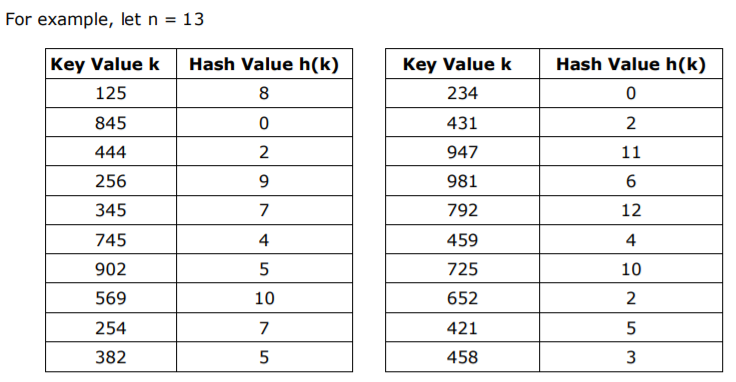 For example, let n = 13
Key Value k Hash Value h(k) Key Value k Hash Value h(k)
125 8 234 0
845 0 431 2
444 2 947 11
256 9 981 6
345 7 792 12
745 4 459 4
902 5 725 10
569 10 652 2
254 7 421 5
382 5 458 3